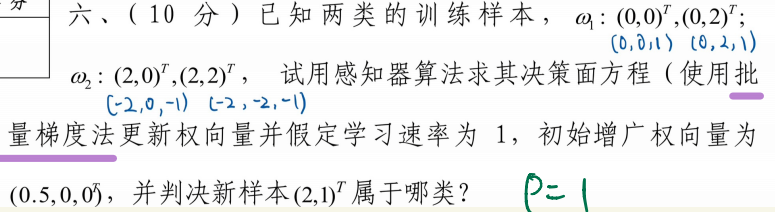 分
六、(10 分)已知两类的训练样本，ω₁: (0,0)ᵀ,(0,2)ᵀ;
(0,0,1) (0,2,1)
ω₂: (2,0)ᵀ,(2,2)ᵀ， 试用感知器算法求其决策面方程（使用批
(-2,0,-1) (-2,-2,-1)
量梯度法更新权向量并假定学习速率为 1，初始增广权向量为
(0.5,0,0)ᵀ，并判决新样本(2,1)ᵀ属于哪类? ρ=1